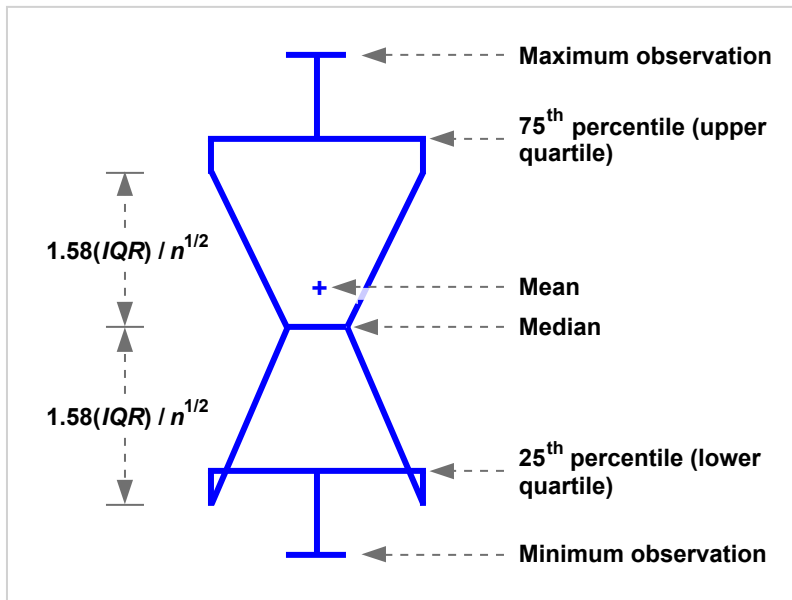 Maximum observation
75th percentile (upper
quartile)
1.58(IQR) / n1/2
Mean
Median
1.58(IQR) / n1/2
25th percentile (lower
quartile)
Minimum observation